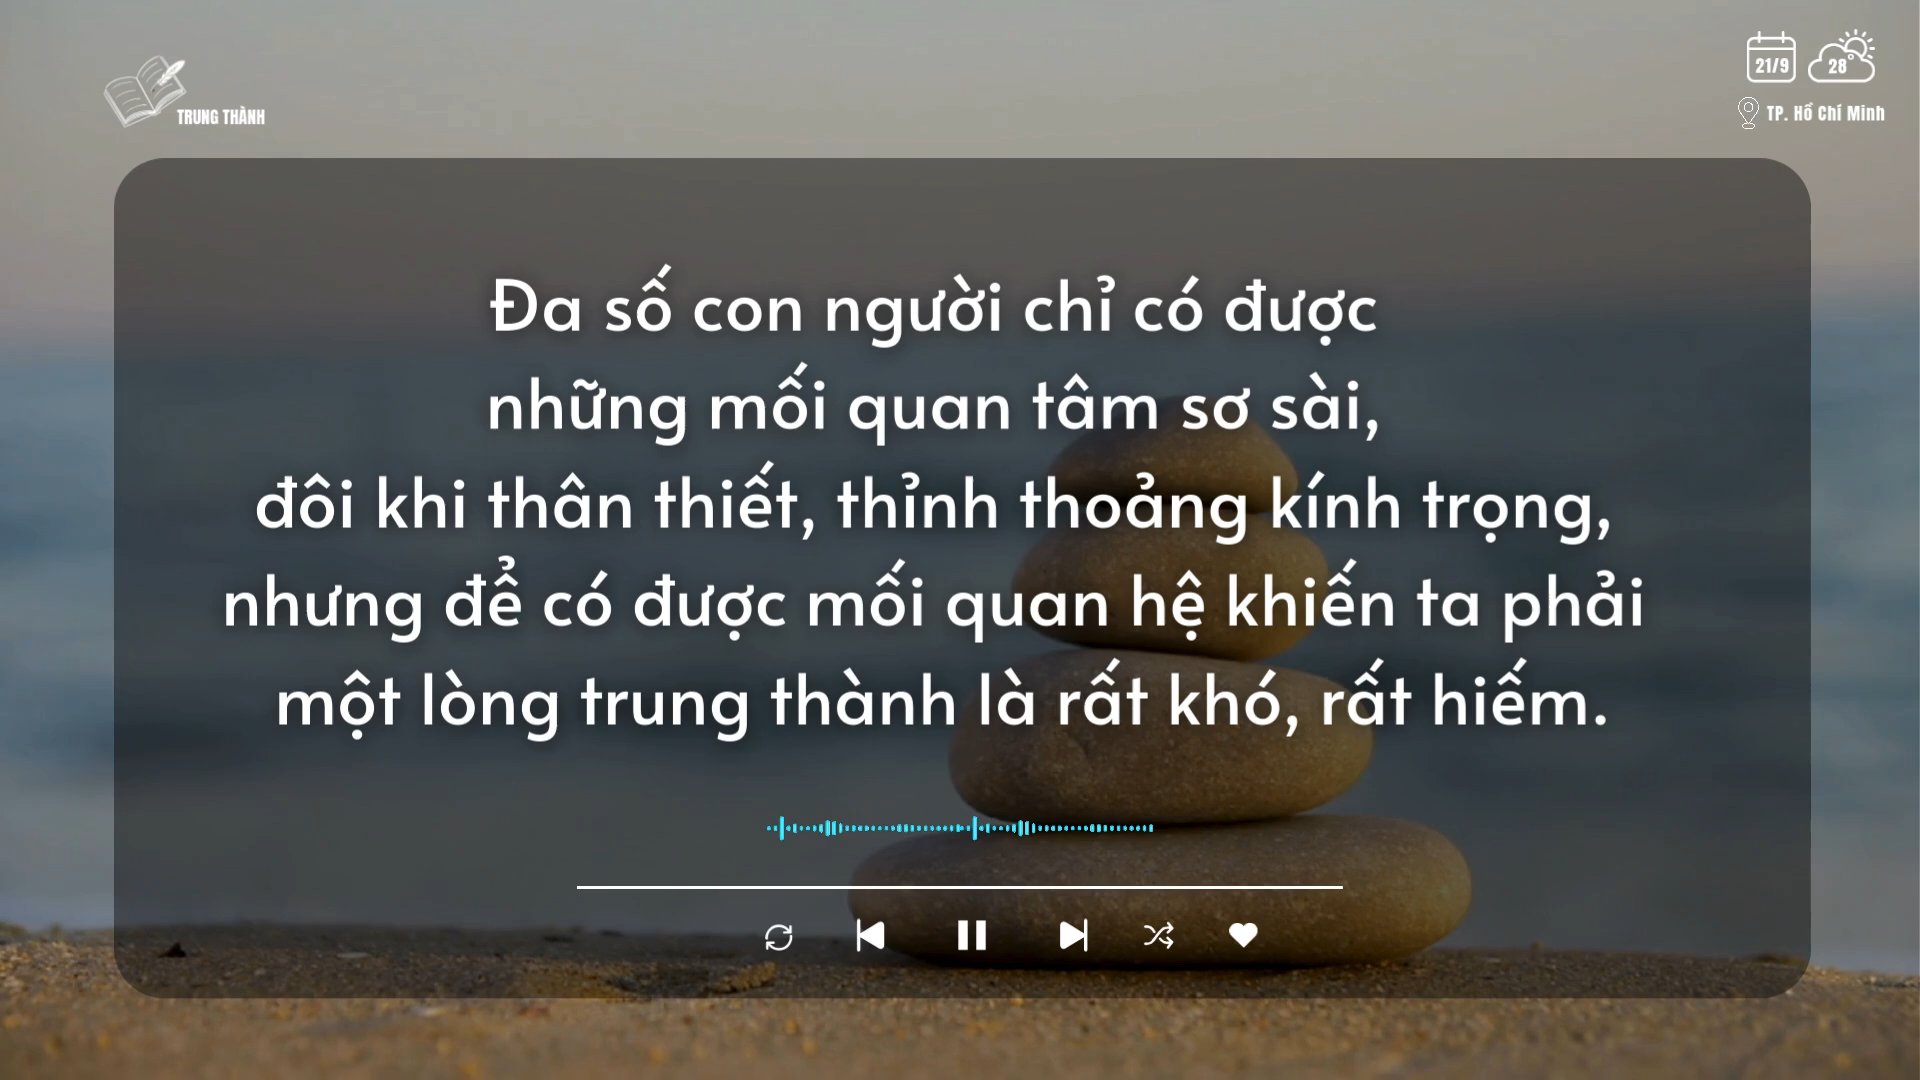 TRUNG THÀNH
21/9
28°
TP. Hồ Chí Minh
Đa số con người chỉ có được
những mối quan tâm sơ sài,
đôi khi thân thiết, thỉnh thoảng kính trọng,
nhưng để có được mối quan hệ khiến ta phải
một lòng trung thành là rất khó, rất hiếm.